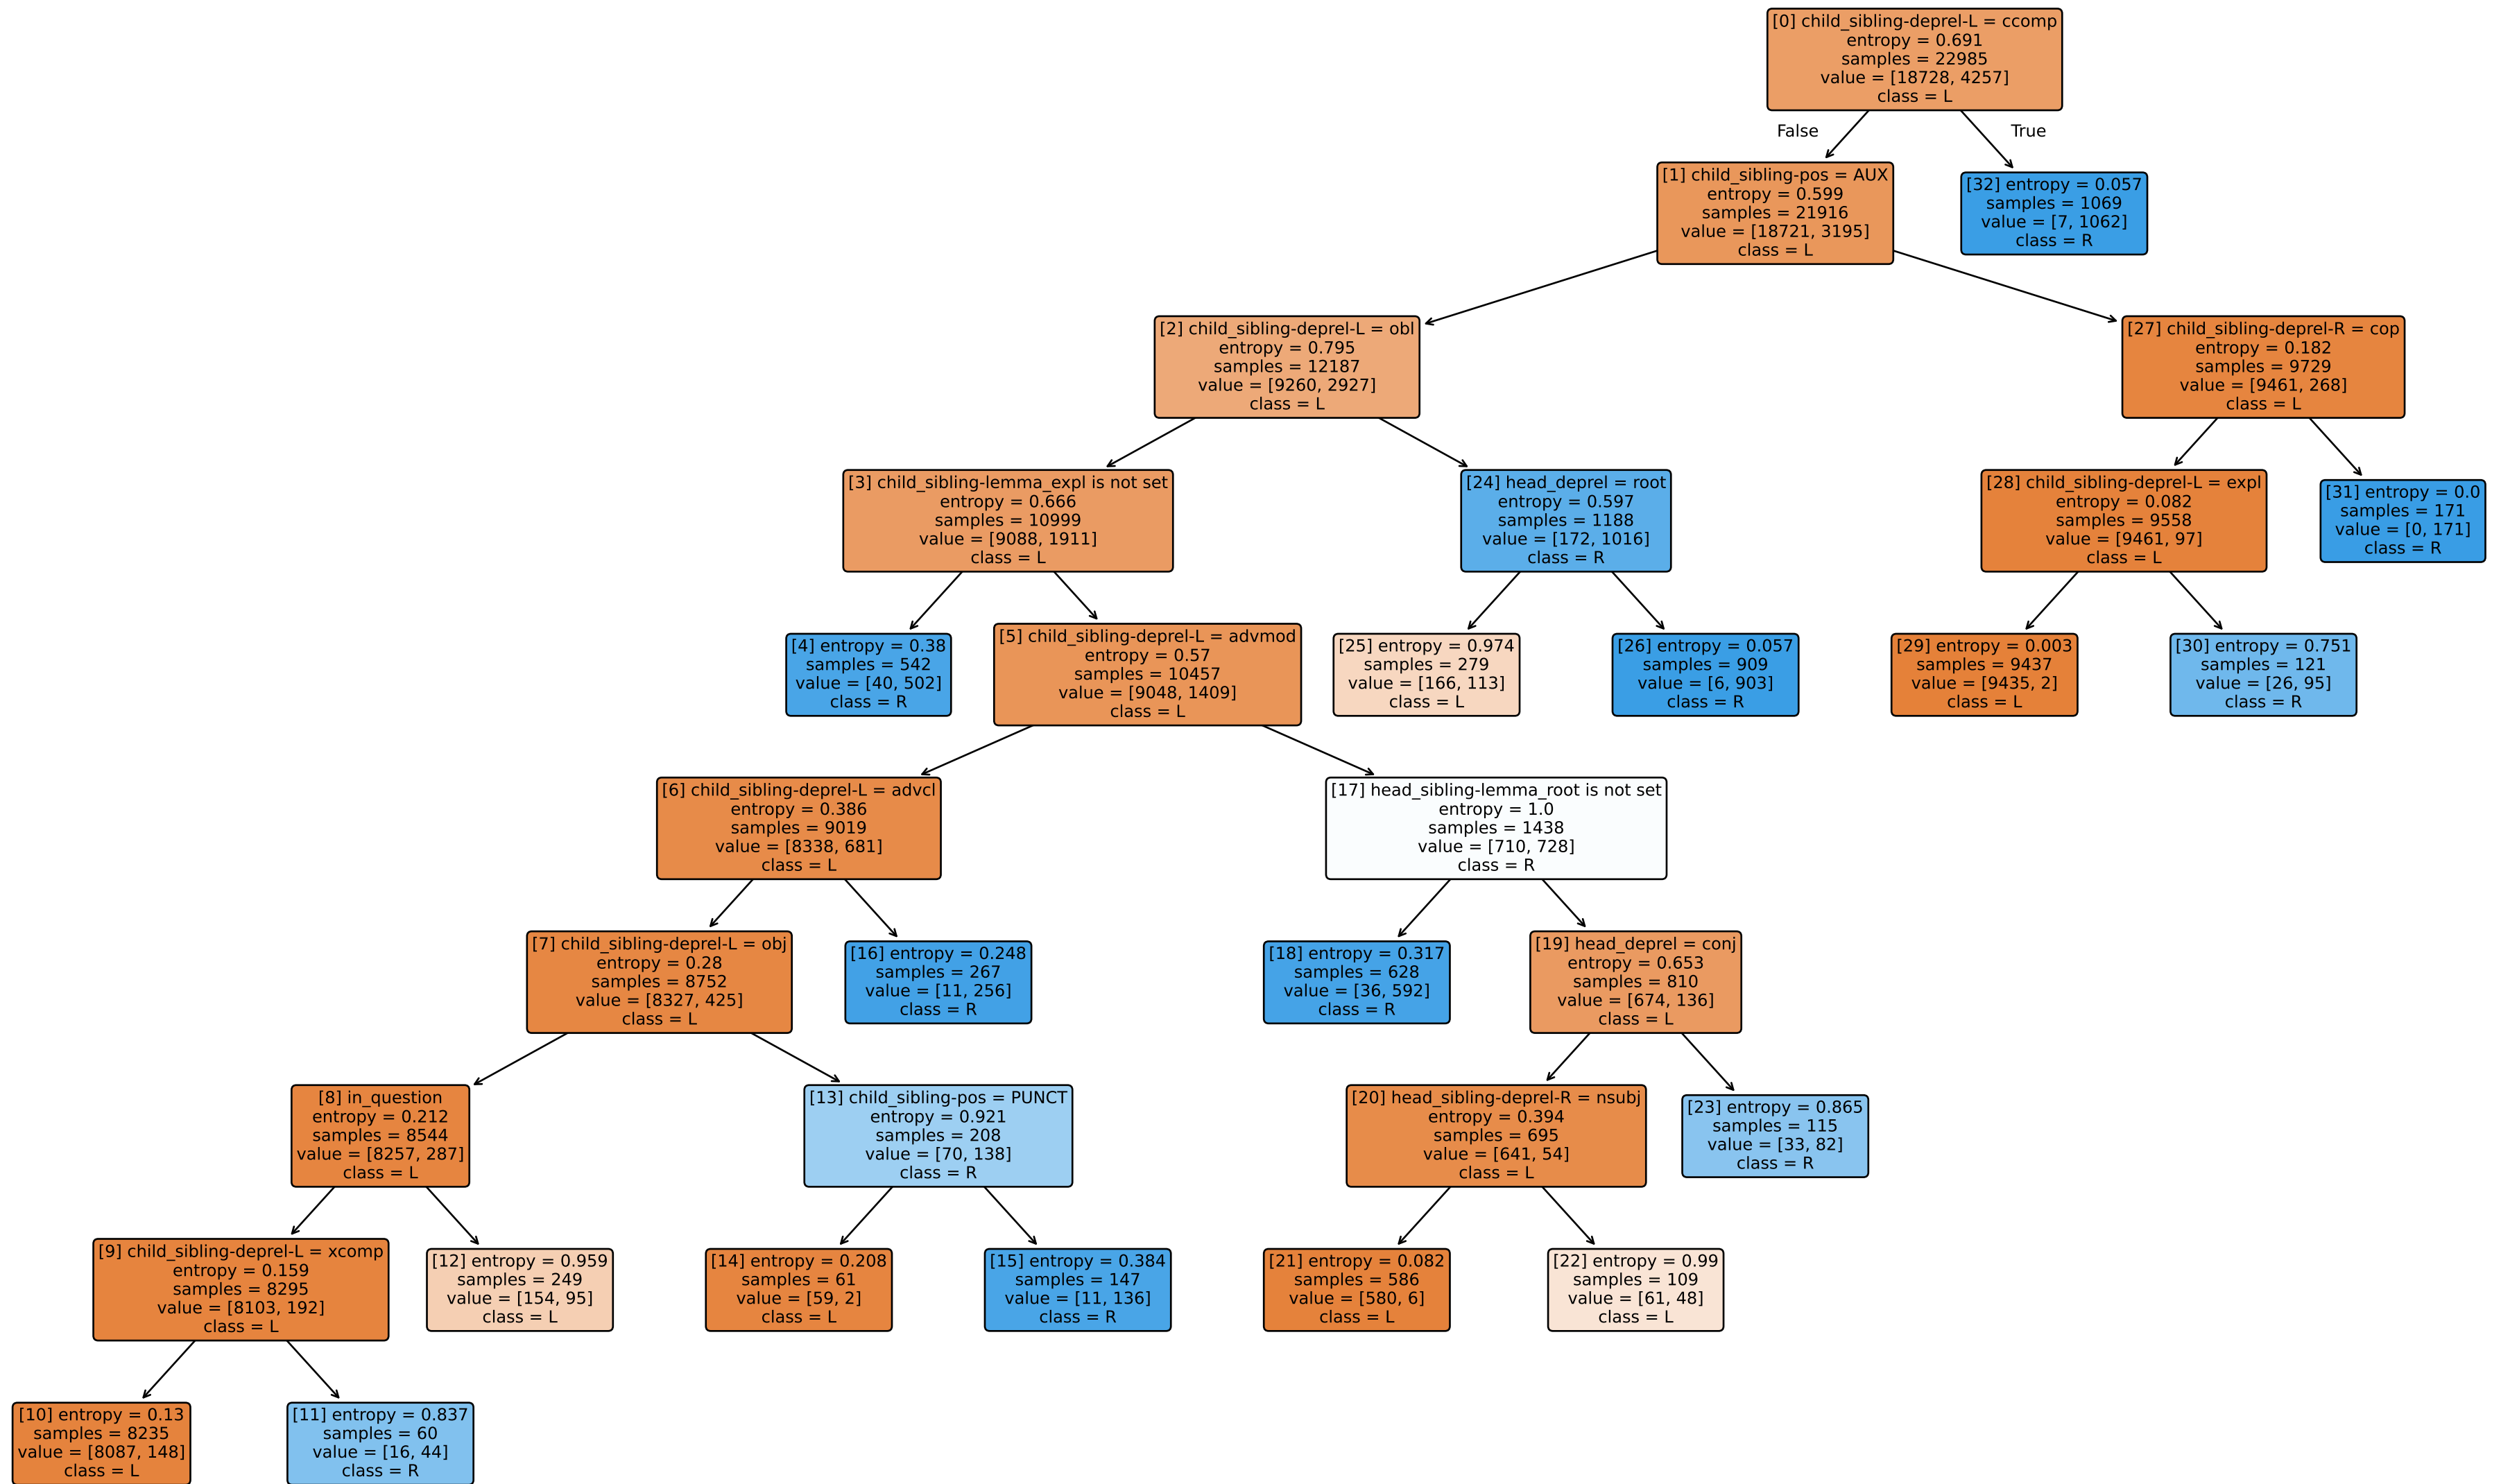 [0] child_sibling-deprel-L = ccomp
entropy = 0.691
samples = 22985
value = [18728, 4257]
class = L
False
True
[1] child_sibling-pos = AUX
entropy = 0.599
samples = 21916
value = [18721, 3195]
class = L
[32] entropy = 0.057
samples = 1069
value = [7, 1062]
class = R
[2] child_sibling-deprel-L = obl
entropy = 0.795
samples = 12187
value = [9260, 2927]
class = L
[27] child_sibling-deprel-R = cop
entropy = 0.182
samples = 9729
value = [9461, 268]
class = L
[3] child_sibling-lemma_expl is not set
entropy = 0.666
samples = 10999
value = [9088, 1911]
class = L
[24] head_deprel = root
entropy = 0.597
samples = 1188
value = [172, 1016]
class = R
[28] child_sibling-deprel-L = expl
entropy = 0.082
samples = 9558
value = [9461, 97]
class = L
[31] entropy = 0.0
samples = 171
value = [0, 171]
class = R
[4] entropy = 0.38
samples = 542
value = [40, 502]
class = R
[5] child_sibling-deprel-L = advmod
entropy = 0.57
samples = 10457
value = [9048, 1409]
class = L
[25] entropy = 0.974
samples = 279
value = [166, 113]
class = L
[26] entropy = 0.057
samples = 909
value = [6, 903]
class = R
[29] entropy = 0.003
samples = 9437
value = [9435, 2]
class = L
[30] entropy = 0.751
samples = 121
value = [26, 95]
class = R
[6] child_sibling-deprel-L = advcl
entropy = 0.386
samples = 9019
value = [8338, 681]
class = L
[17] head_sibling-lemma_root is not set
entropy = 1.0
samples = 1438
value = [710, 728]
class = R
[7] child_sibling-deprel-L = obj
entropy = 0.28
samples = 8752
value = [8327, 425]
class = L
[16] entropy = 0.248
samples = 267
value = [11, 256]
class = R
[18] entropy = 0.317
samples = 628
value = [36, 592]
class = R
[19] head_deprel = conj
entropy = 0.653
samples = 810
value = [674, 136]
class = L
[8] in_question
entropy = 0.212
samples = 8544
value = [8257, 287]
class = L
[13] child_sibling-pos = PUNCT
entropy = 0.921
samples = 208
value = [70, 138]
class = R
[20] head_sibling-deprel-R = nsubj
entropy = 0.394
samples = 695
value = [641, 54]
class = L
[23] entropy = 0.865
samples = 115
value = [33, 82]
class = R
[9] child_sibling-deprel-L = xcomp
entropy = 0.159
samples = 8295
value = [8103, 192]
class = L
[12] entropy = 0.959
samples = 249
value = [154, 95]
class = L
[14] entropy = 0.208
samples = 61
value = [59, 2]
class = L
[15] entropy = 0.384
samples = 147
value = [11, 136]
class = R
[21] entropy = 0.082
samples = 586
value = [580, 6]
class = L
[22] entropy = 0.99
samples = 109
value = [61, 48]
class = L
[10] entropy = 0.13
samples = 8235
value = [8087, 148]
class = L
[11] entropy = 0.837
samples = 60
value = [16, 44]
class = R